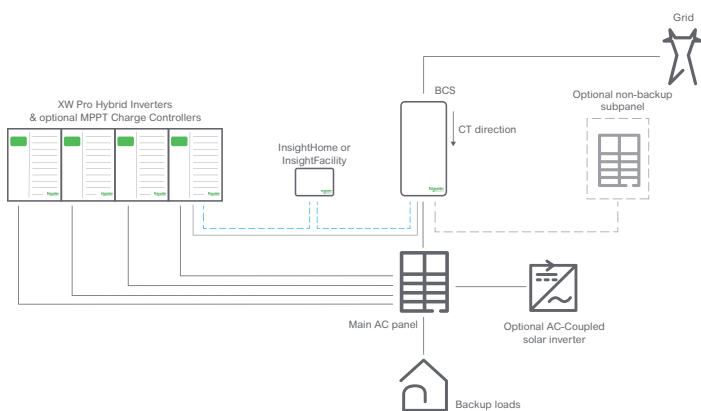 Grid
XW Pro Hybrid Inverters
& optional MPPT Charge Controllers
BCS
Optional non-backup
subpanel
CT direction
InsightHome or
InsightFacility
Main AC panel
Optional AC-Coupled
solar inverter
Backup loads